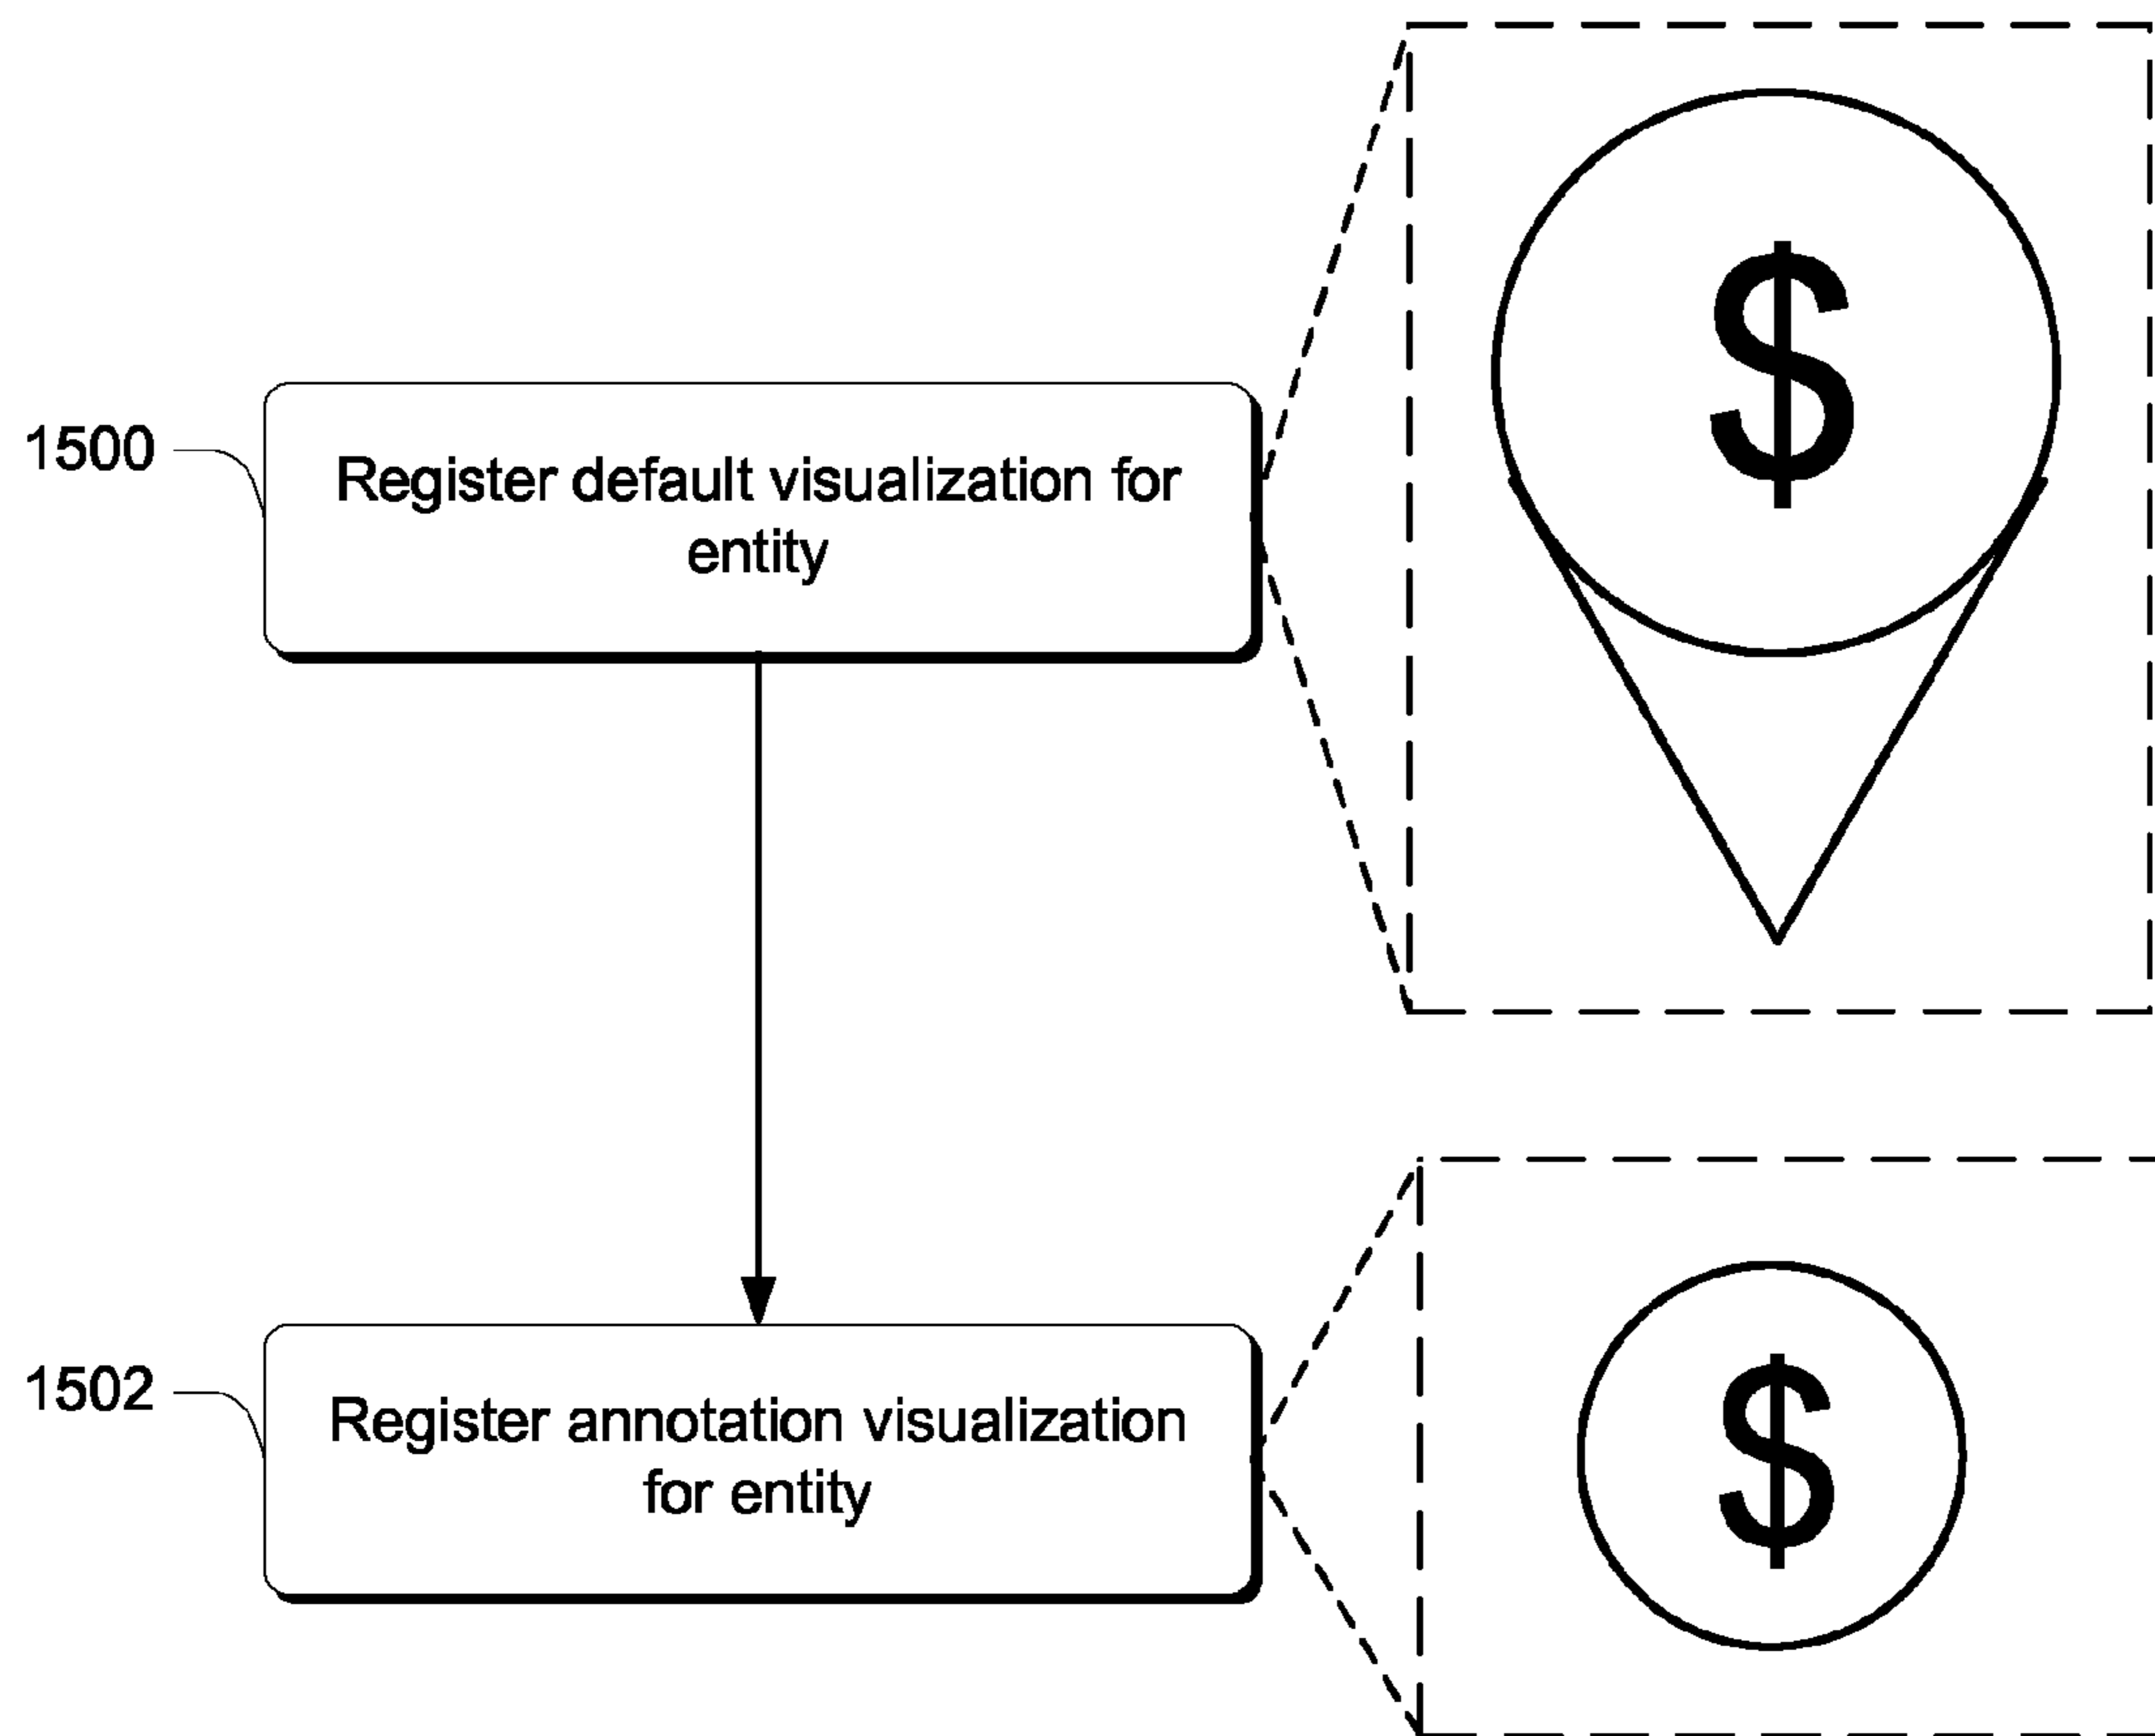 $
1500
Register default visualization for
entity
1502
Register annotation visualization
for entity
$